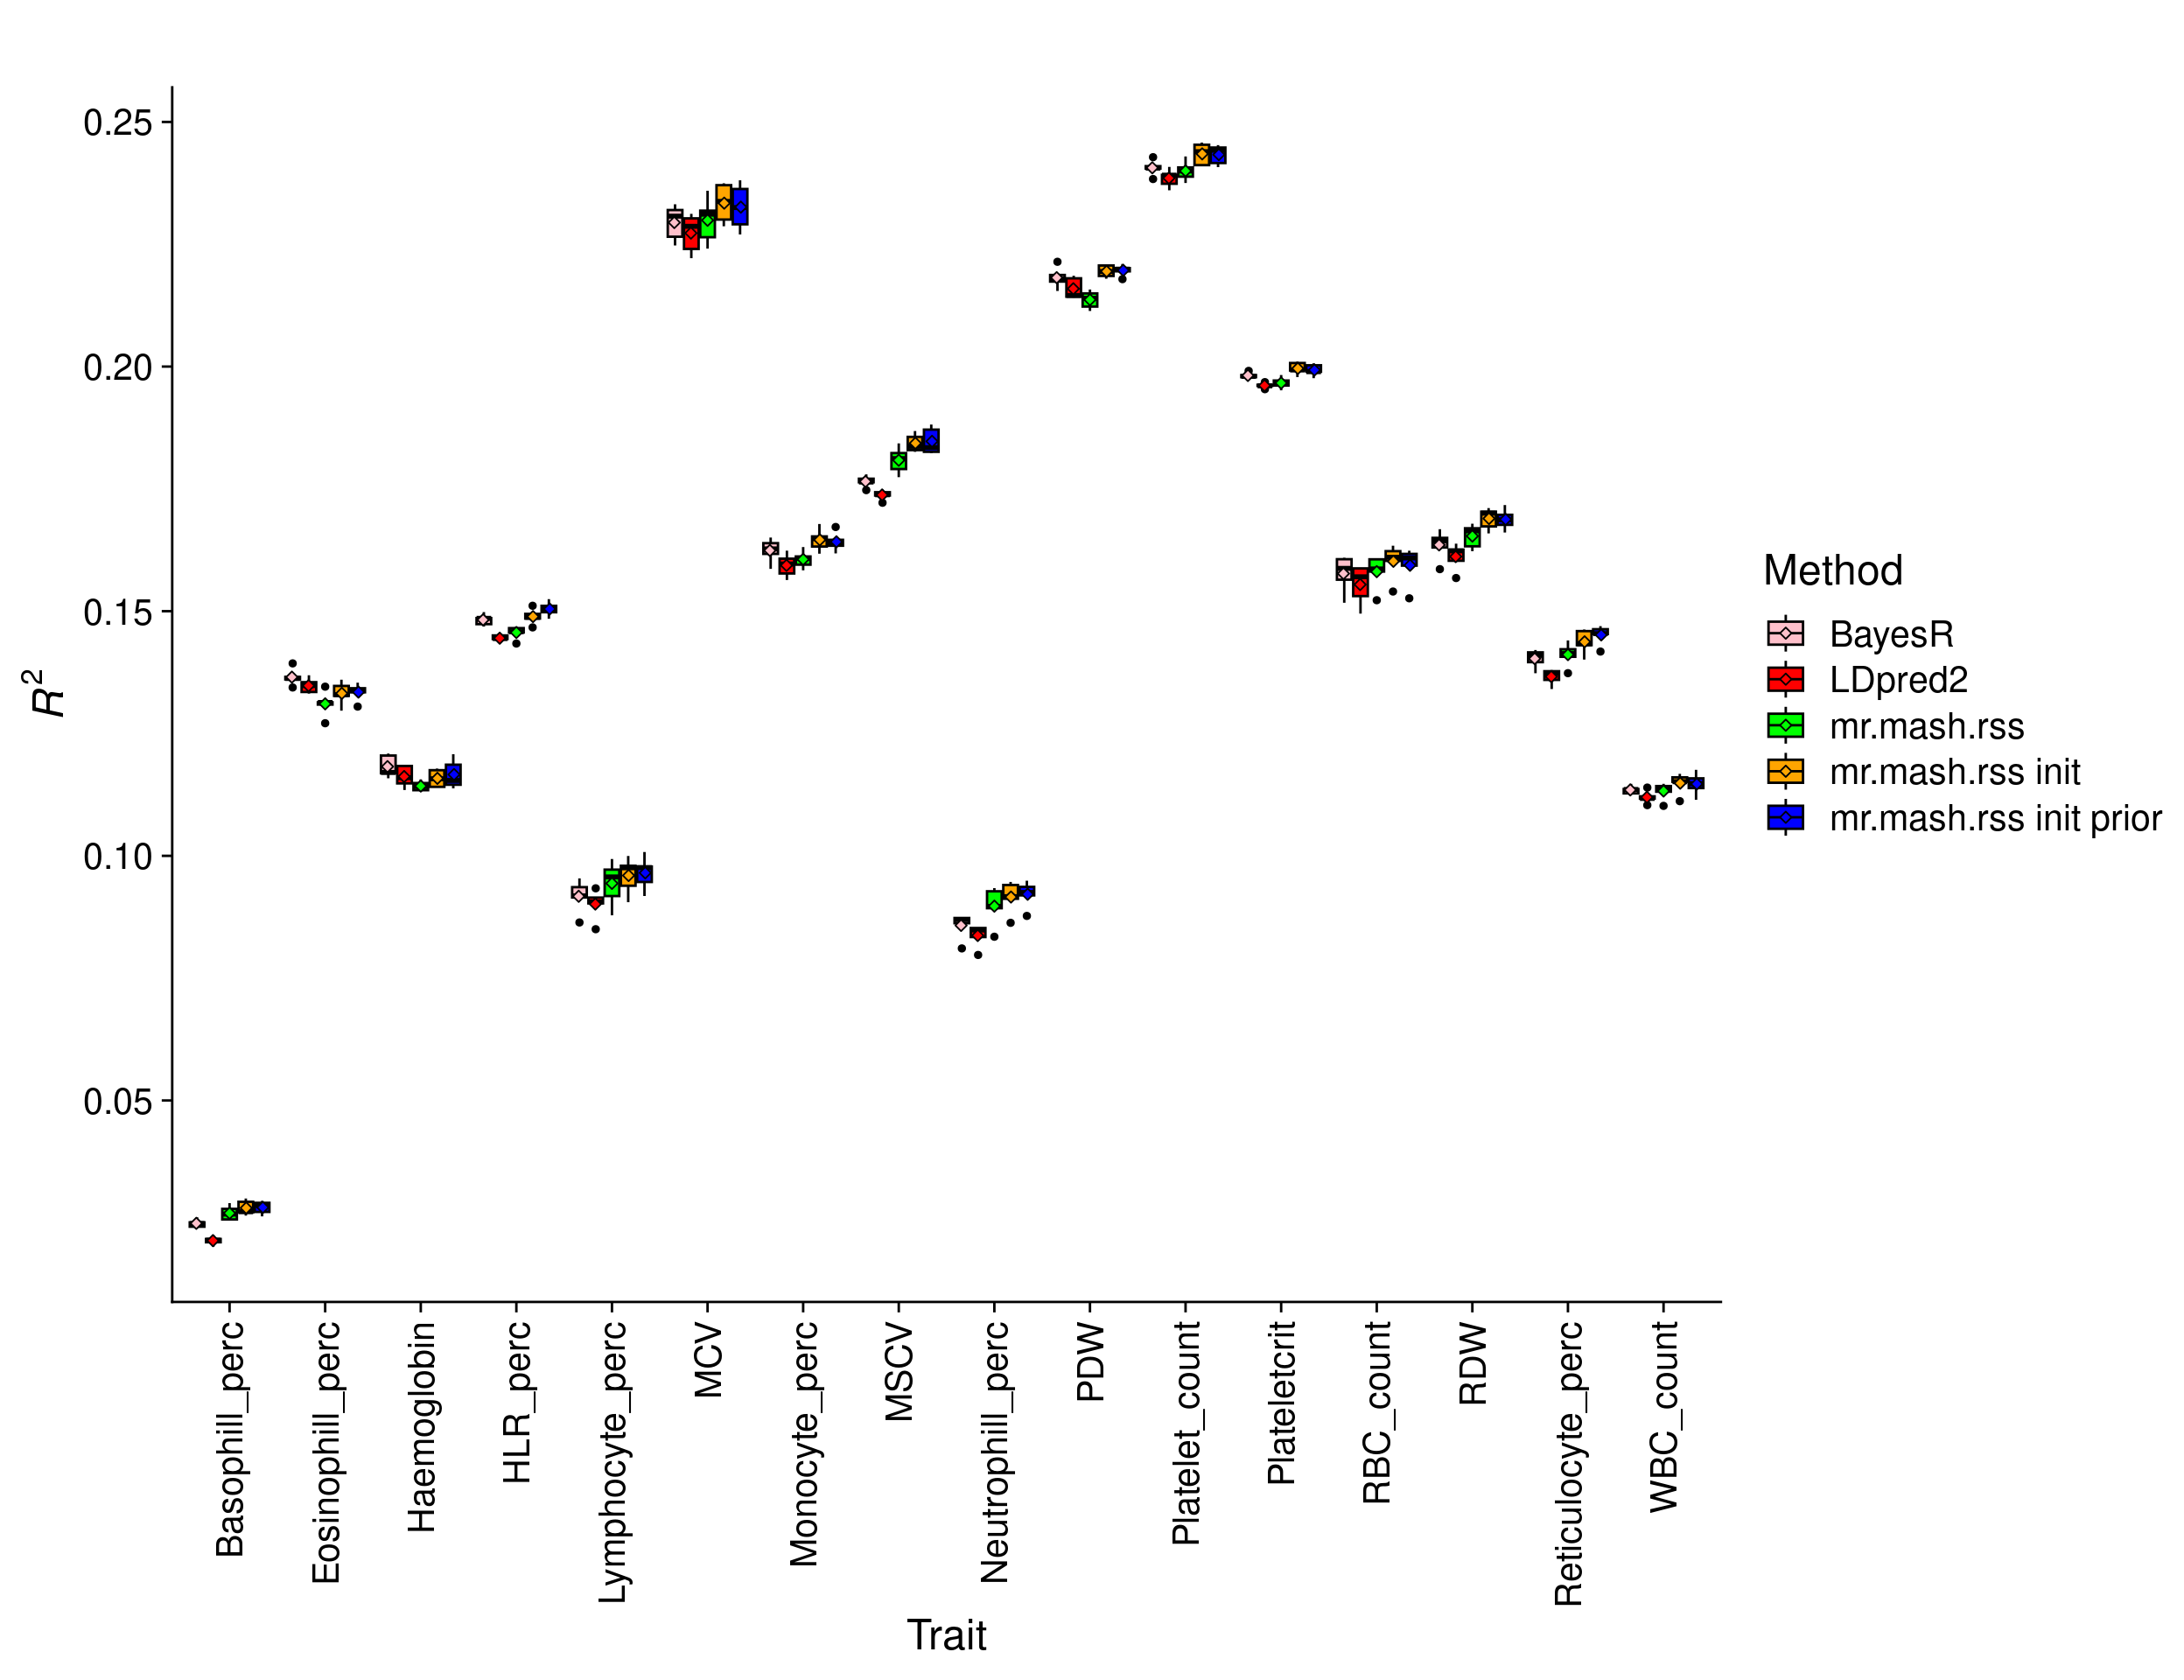 0.25
0.20
0.15
0.10
0.05
R²
Basophill_perc
Eosinophill_perc
Haemoglobin
HLR_perc
Lymphocyte_perc
MCV
Monocyte_perc
MSCV
Neutrophill_perc
PDW
Platelet_count
Plateletcrit
RBC_count
RDW
Reticulocyte_perc
WBC_count
Trait
Method
BayesR
LDpred2
mr.mash.rss
mr.mash.rss init
mr.mash.rss init prior